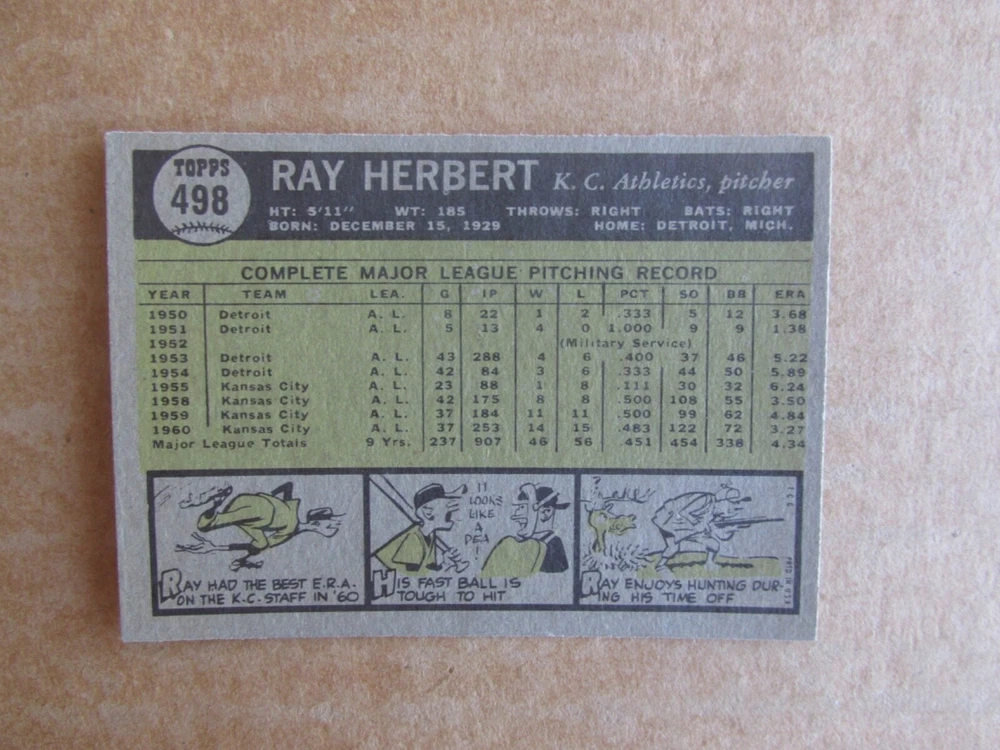 TOPPS
498
RAY HERBERT K. C. Athletics, pitcher
HT: 5'11" WT: 185 THROWS: RIGHT BATS: RIGHT
BORN: DECEMBER 15, 1929 HOME: DETROIT, MICH.
COMPLETE MAJOR LEAGUE PITCHING RECORD
YEAR TEAM LEA. G IP W L PCT SO BB ERA
1950 Detroit A. L. 8 22 1 2 .333 5 12 3.68
1951 Detroit A. L. 5 13 4 0 1.000 9 9 1.38
1952 (Military Service)
1953 Detroit A. L. 43 288 4 6 .400 37 46 5.22
1954 Detroit A. L. 42 84 3 6 .333 44 50 5.89
1955 Kansas City A. L. 23 88 1 8 .111 30 32 6.24
1958 Kansas City A. L. 42 175 8 8 .500 108 55 3.50
1959 Kansas City A. L. 37 184 11 11 .500 99 62 4.84
1960 Kansas City A. L. 37 253 14 15 .483 122 72 3.27
Major League Totals 9 Yrs. 237 907 46 56 .451 454 338 4.34
RAY HAD THE BEST E.R.A.
ON THE K.C. STAFF IN '60
IT
LOOKS
LIKE
A
PEA
!
HIS FAST BALL IS
TOUGH TO HIT
RAY ENJOYS HUNTING DUR-
ING HIS TIME OFF
T.C.G.
PRTD. IN U.S.A.